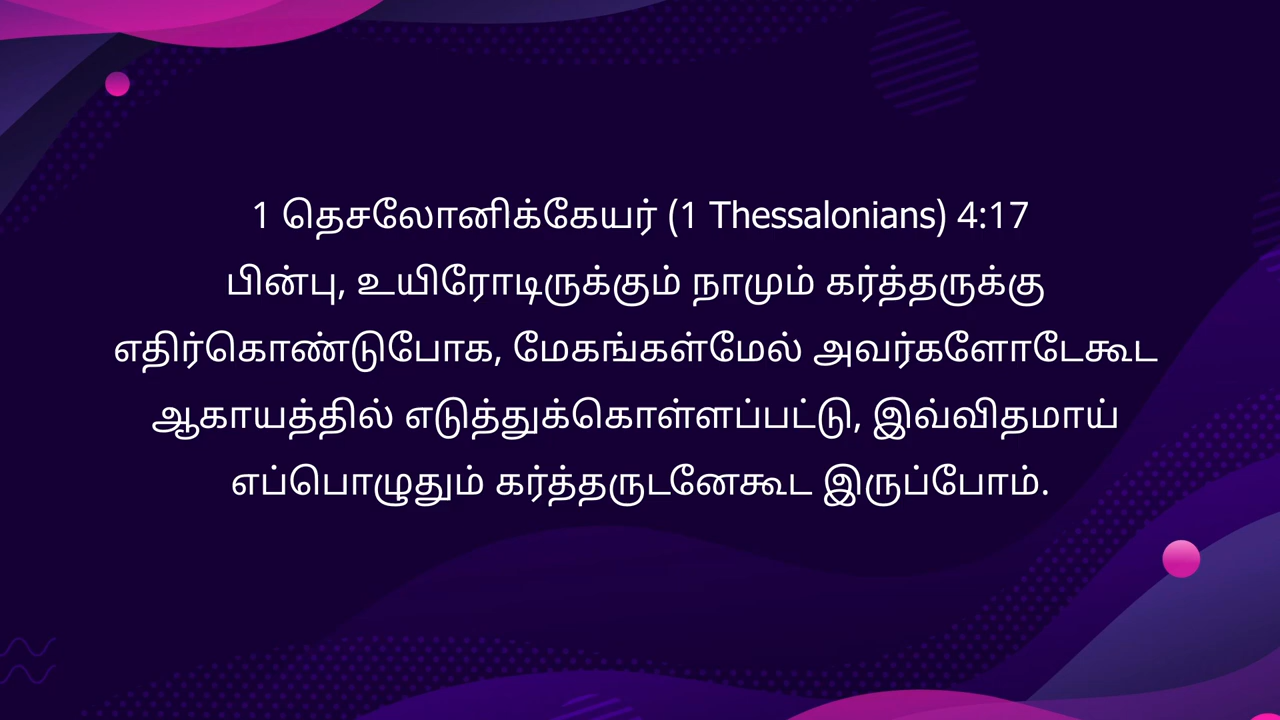 1 தெசலோனிக்கேயர் (1 Thessalonians) 4:17
பின்பு, உயிரோடிருக்கும் நாமும் கர்த்தருக்கு
எதிர்கொண்டுபோக, மேகங்கள்மேல் அவர்களோடேகூட
ஆகாயத்தில் எடுத்துக்கொள்ளப்பட்டு, இவ்விதமாய்
எப்பொழுதும் கர்த்தருடனேகூட இருப்போம்.